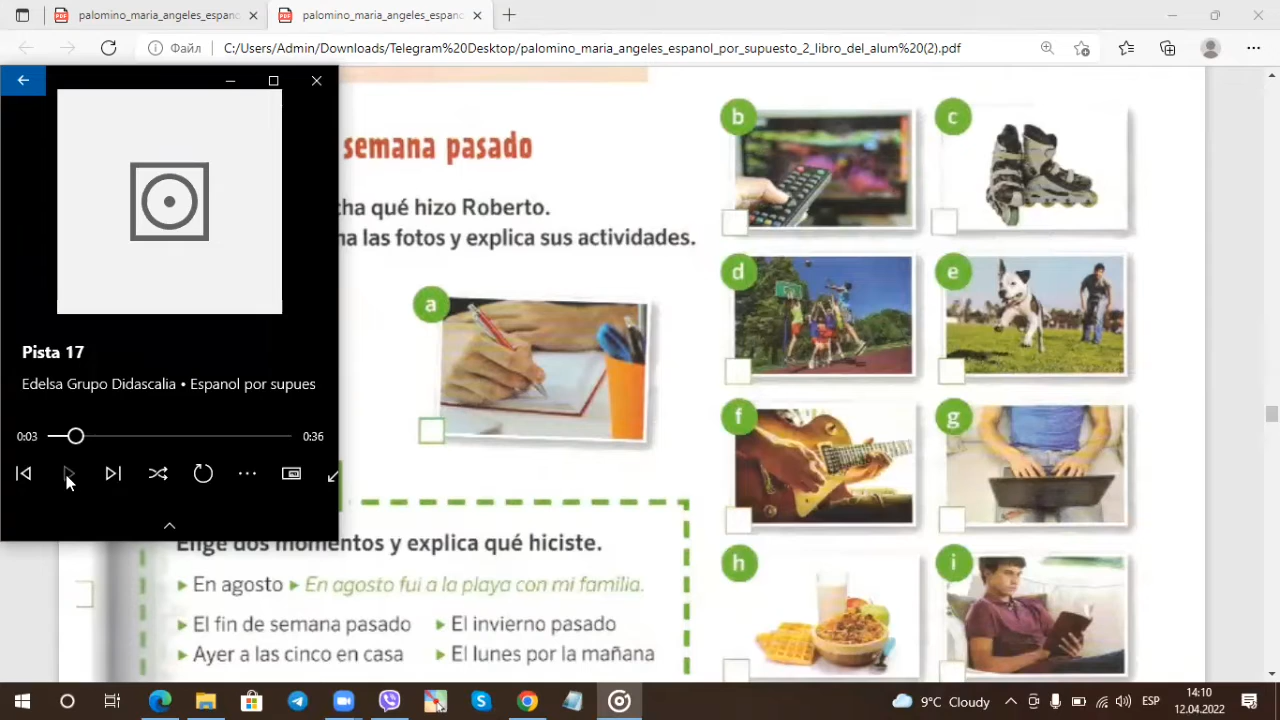 palomino_maria_angeles_espano
palomino_maria_angeles_espano
Файл
C:/Users/Admin/Downloads/Telegram%20Desktop/palomino_maria_angeles_espanol_por_supuesto_2_libro_del_alum%20(2).pdf
semana pasado
cha qué hizo Roberto.
na las fotos y explica sus actividades.
a
b
c
d
e
f
g
h
i
Pista 17
Edelsa Grupo Didascalia • Espanol por supues
0:03
0:36
Elige dos momentos y explica qué hiciste.
En agosto ▸ En agosto fui a la playa con mi familia.
El fin de semana pasado
El invierno pasado
Ayer a las cinco en casa
El lunes por la mañana
9°C Cloudy
ESP
14:10
12.04.2022